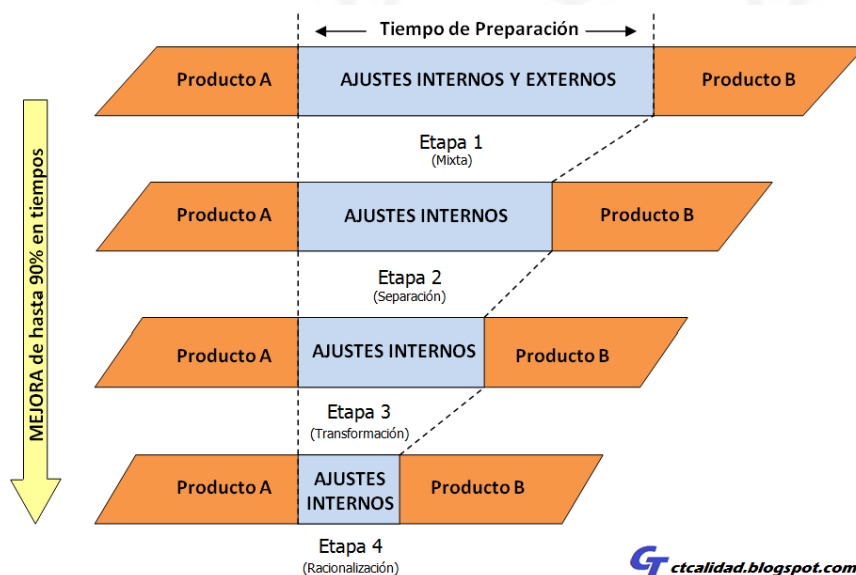 Tiempo de Preparación
Producto A
AJUSTES INTERNOS Y EXTERNOS
Producto B
Etapa 1
(Mixta)
Producto A
AJUSTES INTERNOS
Producto B
Etapa 2
(Separación)
Producto A
AJUSTES INTERNOS
Producto B
Etapa 3
(Transformación)
Producto A
AJUSTES
INTERNOS
Producto B
Etapa 4
(Racionalización)
MEJORA de hasta 90% en tiempos
CT ctcalidad.blogspot.com